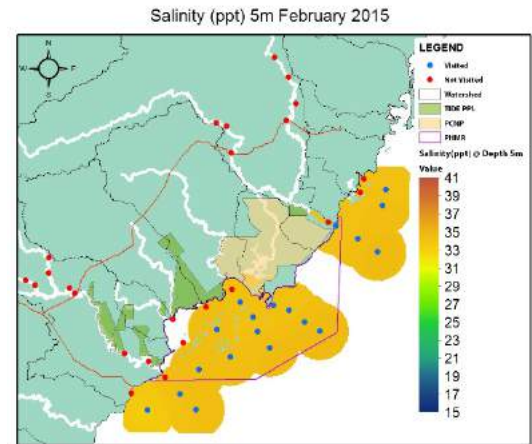 Salinity (ppt) 5m February 2015
N
W E
S
LEGEND
Visited
Not Visited
Watershed
TIDE PPL
PCNP
PHMR
Salinity(ppt) @ Depth 5m
Value
41
39
37
35
33
31
29
27
25
23
21
19
17
15